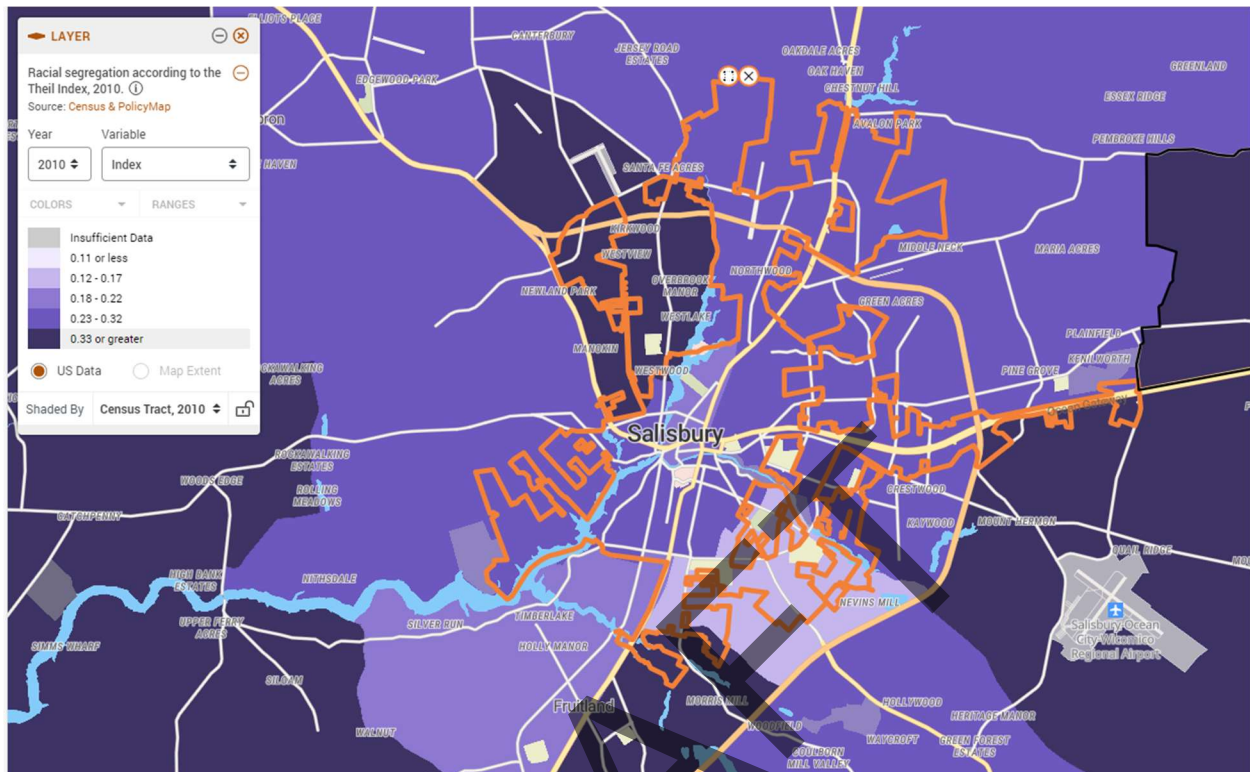 LAYER
Racial segregation according to the
Theil Index, 2010.
Source: Census & PolicyMap
Year
Variable
2010
Index
COLORS
RANGES
Insufficient Data
0.11 or less
0.12 - 0.17
0.18 - 0.22
0.23 - 0.32
0.33 or greater
US Data
Map Extent
Shaded By
Census Tract, 2010
CANTERBURY
JERSEY ROAD
ESTATES
OAKDALE ACRES
OAK HAVEN
CHESTNUT HILL
GREENLAND
EDGEWOOD PARK
ESSEX RIDGE
AVALON PARK
PEMBROKE HILLS
HAVEN
SANTA FE ACRES
KIRKWOOD
WESTVIEW
MIDDLE NECK
MARIA ACRES
NORTHWOOD
OVERBROOK
MANOR
NEWLAND PARK
GREEN ACRES
WESTLAKE
PLAINFIELD
MANOKIN
KENILWORTH
WESTWOOD
PINE GROVE
ACRES
Salisbury
ROCKAWALKING
ESTATES
WOODS EDGE
ROLLING
MEADOWS
CRESTWOOD
CATCHPENNY
KAYWOOD
MOUNT HERMON
QUAIL RIDGE
HIGH BANK
ESTATES
NITHSDALE
NEVINS MILL
TIMBERLAKE
SILVER RUN
UPPER FERRY
ACRES
Salisbury-Ocean
City-Wicomico
Regional Airport
SIMMS WHARF
HOLLY MANOR
SILOAM
Fruitland
MORRIS MILL
HOLLYWOOD
HERITAGE MANOR
WOODFIELD
WALNUT
WAYCROFT
GREEN FOREST
ESTATES
COULBORN
MILL VALLEY